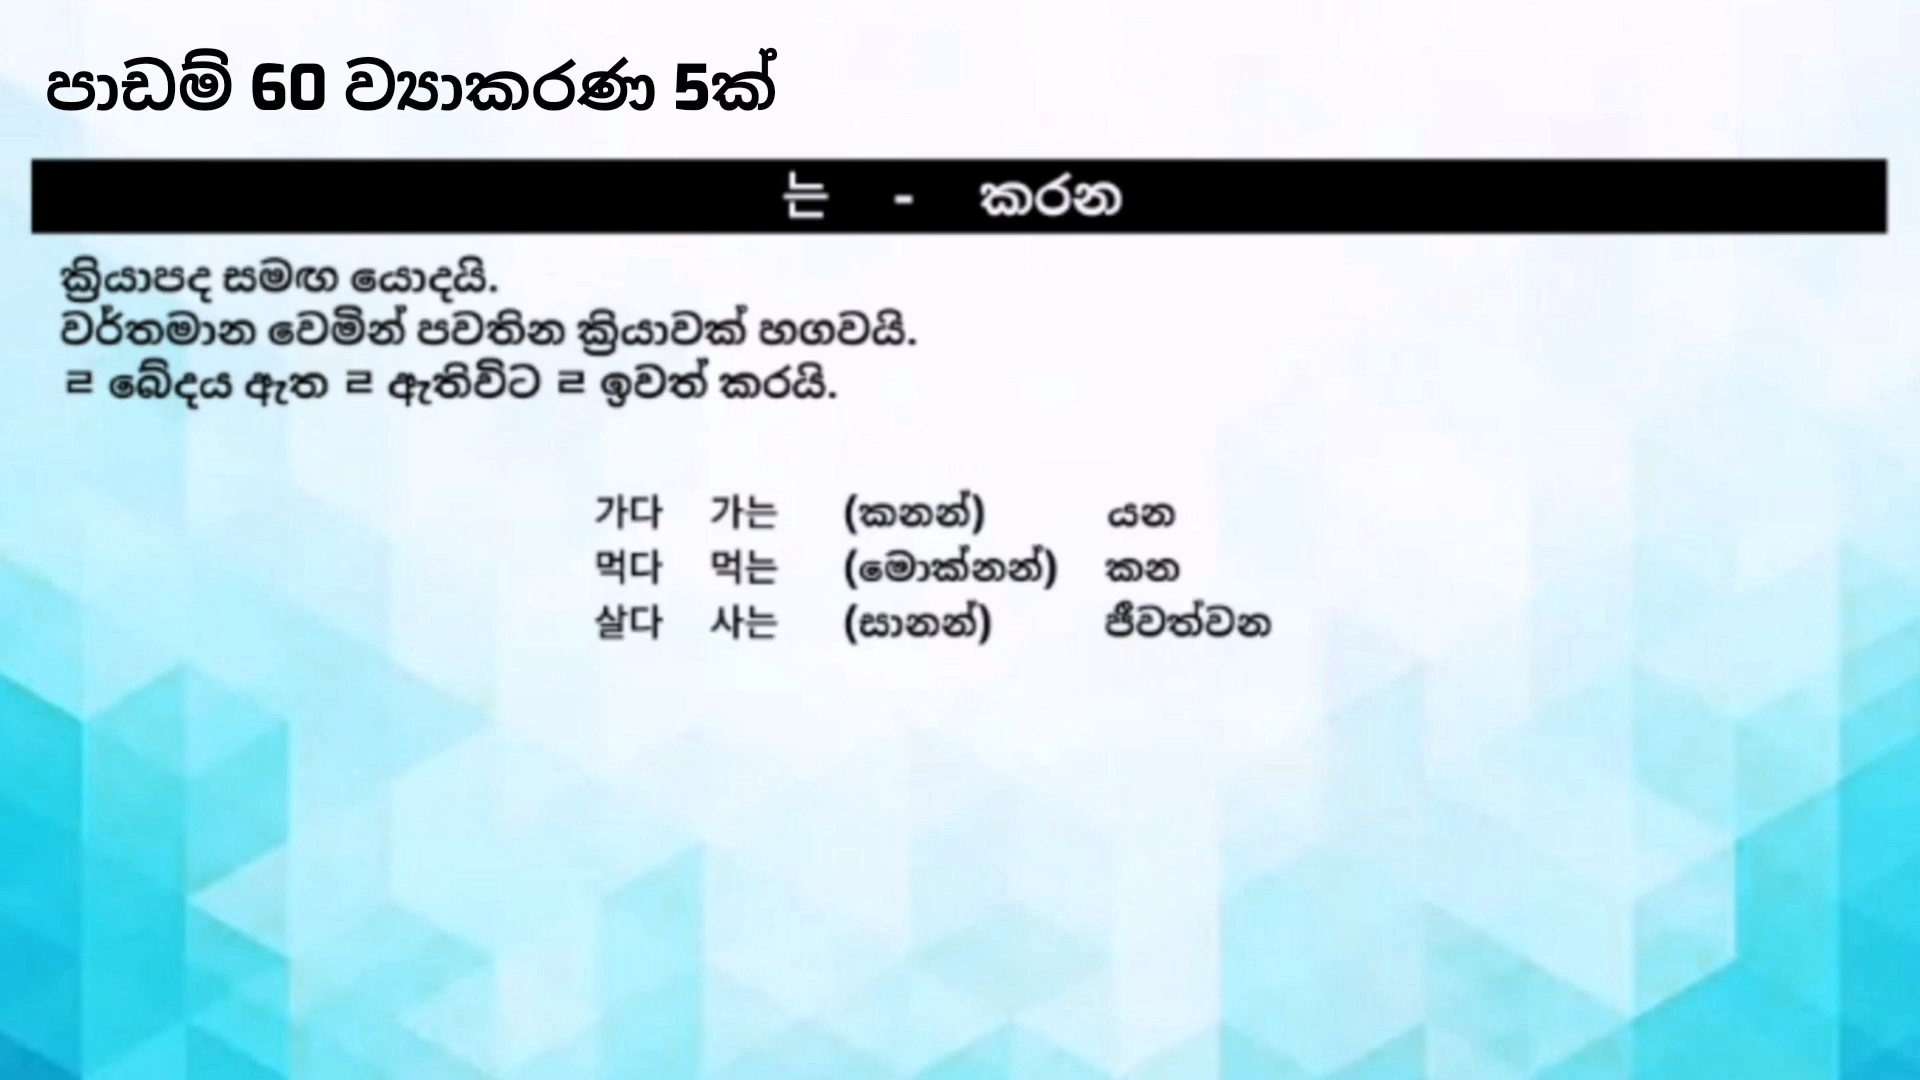 පාඩම් 60 ව්‍යාකරණ 5ක්
는 - කරන
ක්‍රියාපද සමඟ යොදයි.
වර්තමාන වෙමින් පවතින ක්‍රියාවක් හගවයි.
ㄹ ඛේදය ඇත ㄹ ඇතිවිට ㄹ ඉවත් කරයි.
가다 가는 (කනන්) යන
먹다 먹는 (මොක්නන්) කන
살다 사는 (සානන්) ජීවත්වන